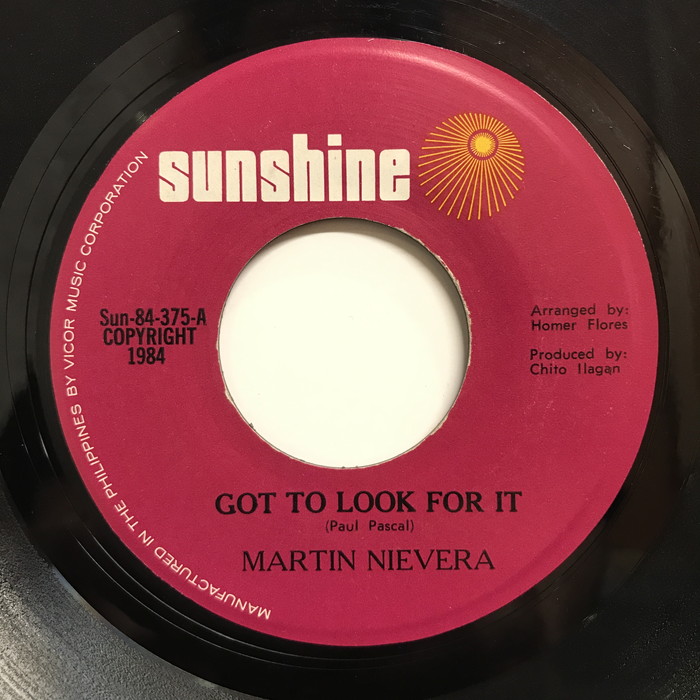 sunshine
MANUFACTURED IN THE PHILIPPINES BY VICOR MUSIC CORPORATION
Sun-84-375-A
COPYRIGHT
1984
Arranged by:
Homer Flores
Produced by:
Chito Ilagan
GOT TO LOOK FOR IT
(Paul Pascal)
MARTIN NIEVERA